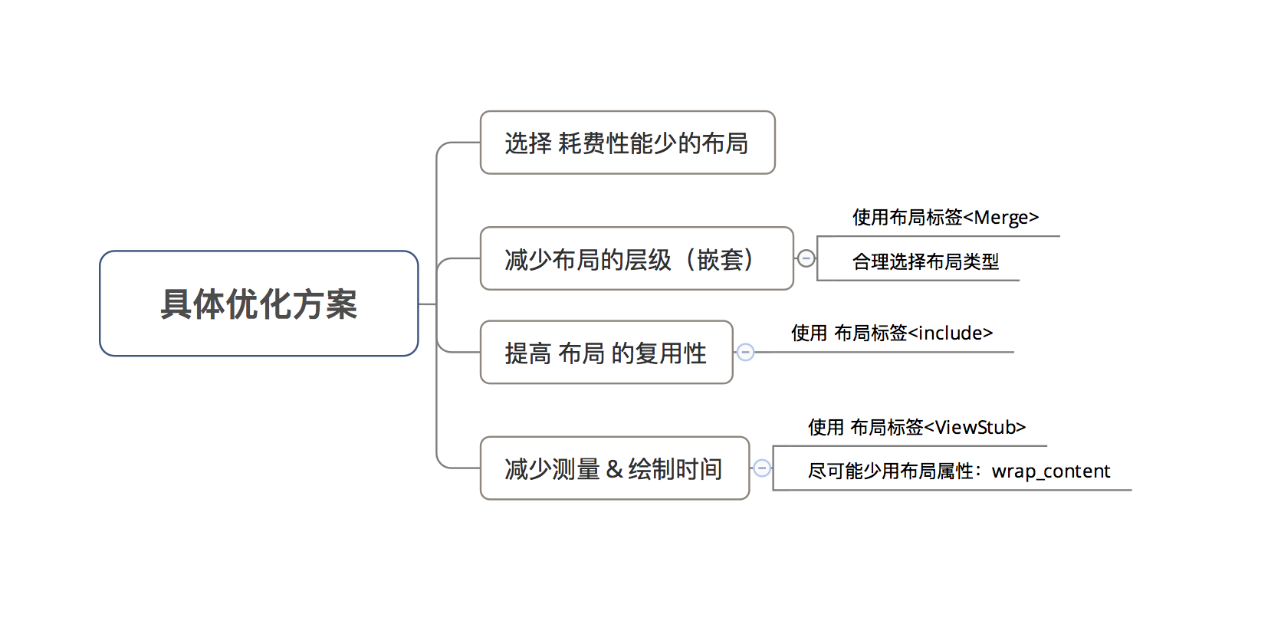 具体优化方案
选择 耗费性能少的布局
减少布局的层级（嵌套）
使用布局标签<Merge>
合理选择布局类型
提高 布局 的复用性
使用 布局标签<include>
减少测量 & 绘制时间
使用 布局标签<ViewStub>
尽可能少用布局属性：wrap_content